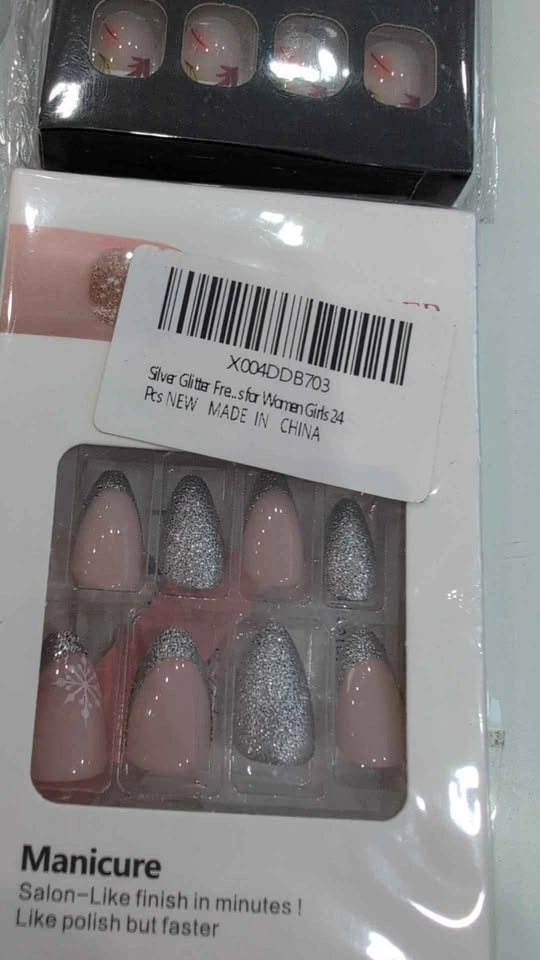 X004DDB703
Silver Glitter Fre...s for Women Girls 24
Pcs NEW MADE IN CHINA
Manicure
Salon-Like finish in minutes !
Like polish but faster